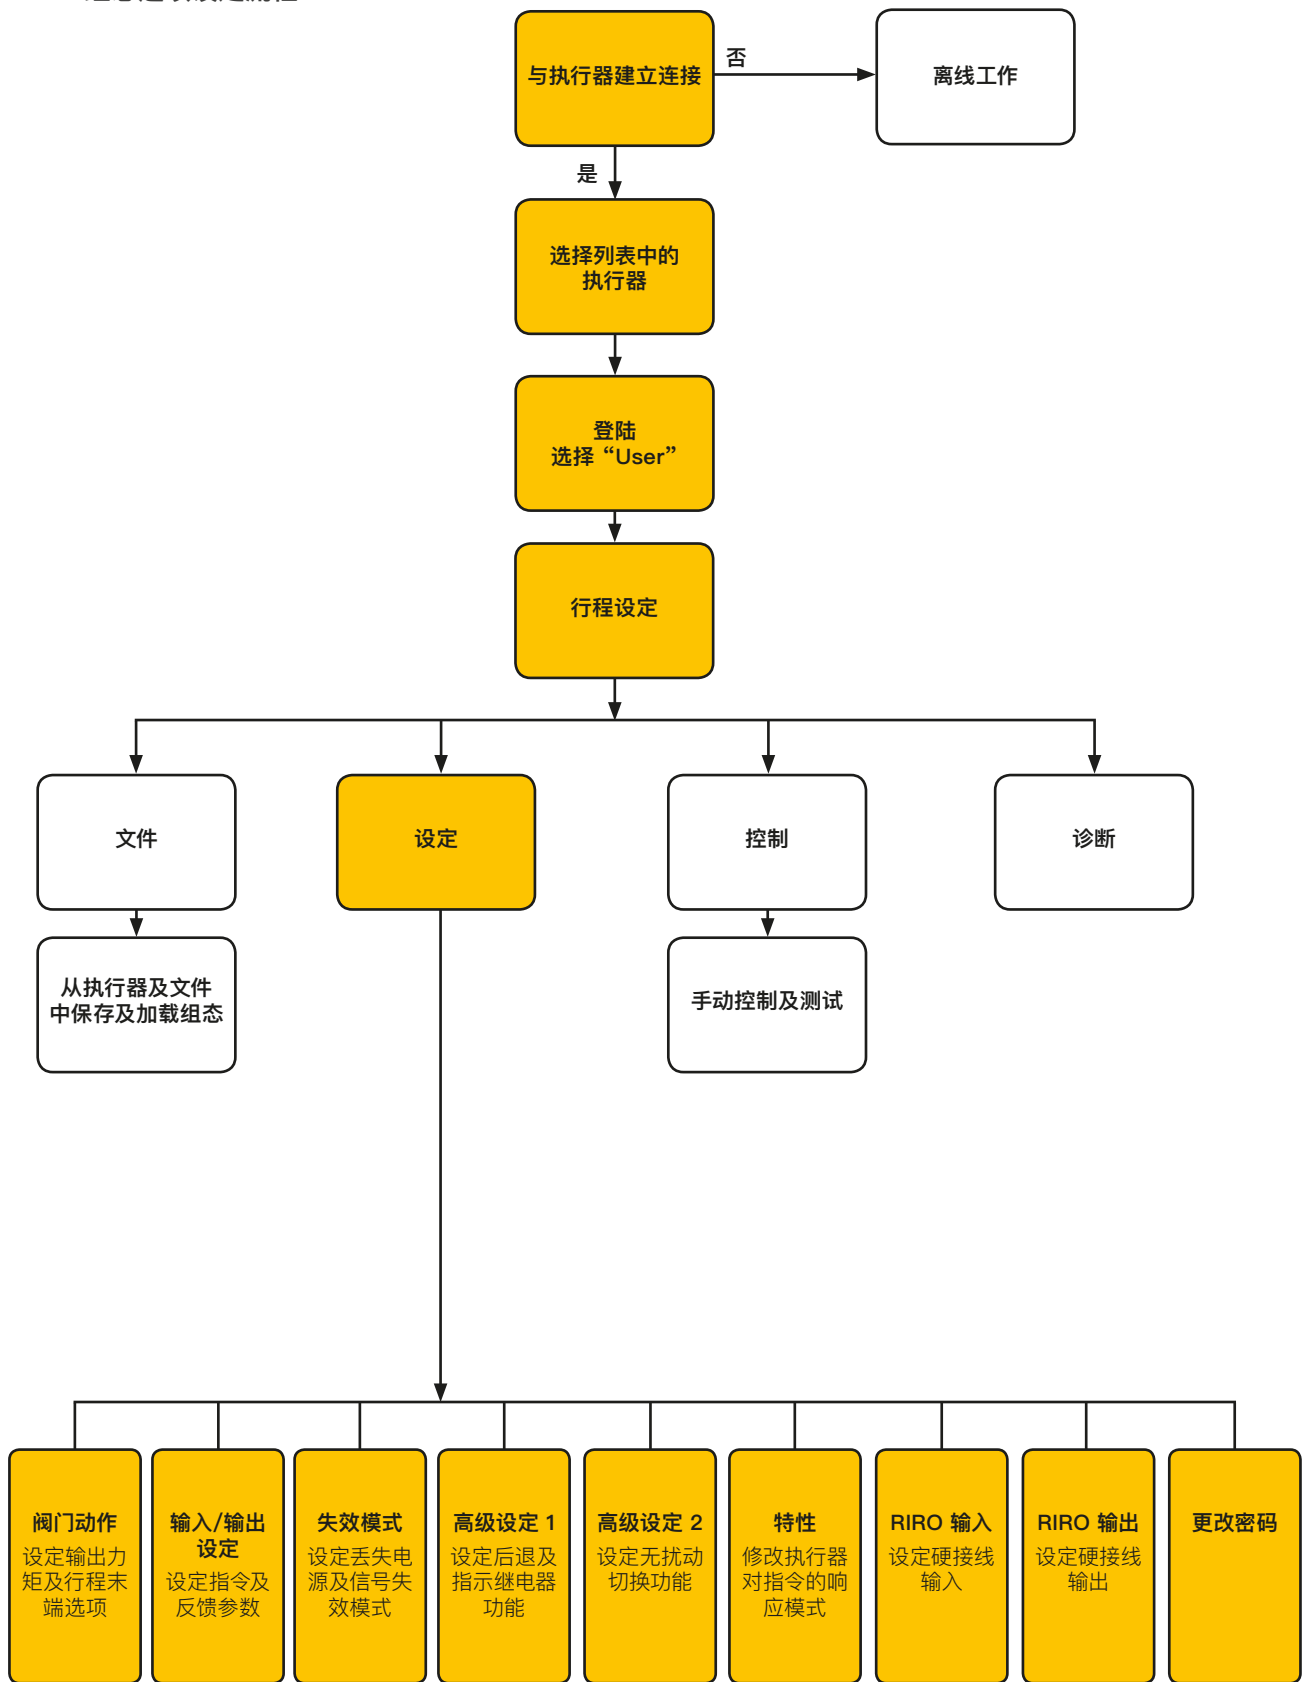 与执行器建立连接
否
离线工作
是
选择列表中的
执行器
登陆
选择“User”
行程设定
文件
设定
控制
诊断
从执行器及文件
中保存及加载组态
手动控制及测试
阀门动作
设定输出力
矩及行程末
端选项
输入/输出
设定
设定指令及
反馈参数
失效模式
设定丢失电
源及信号失
效模式
高级设定 1
设定后退及
指示继电器
功能
高级设定 2
设定无扰动
切换功能
特性
修改执行器
对指令的响
应模式
RIRO 输入
设定硬接线
输入
RIRO 输出
设定硬接线
输出
更改密码